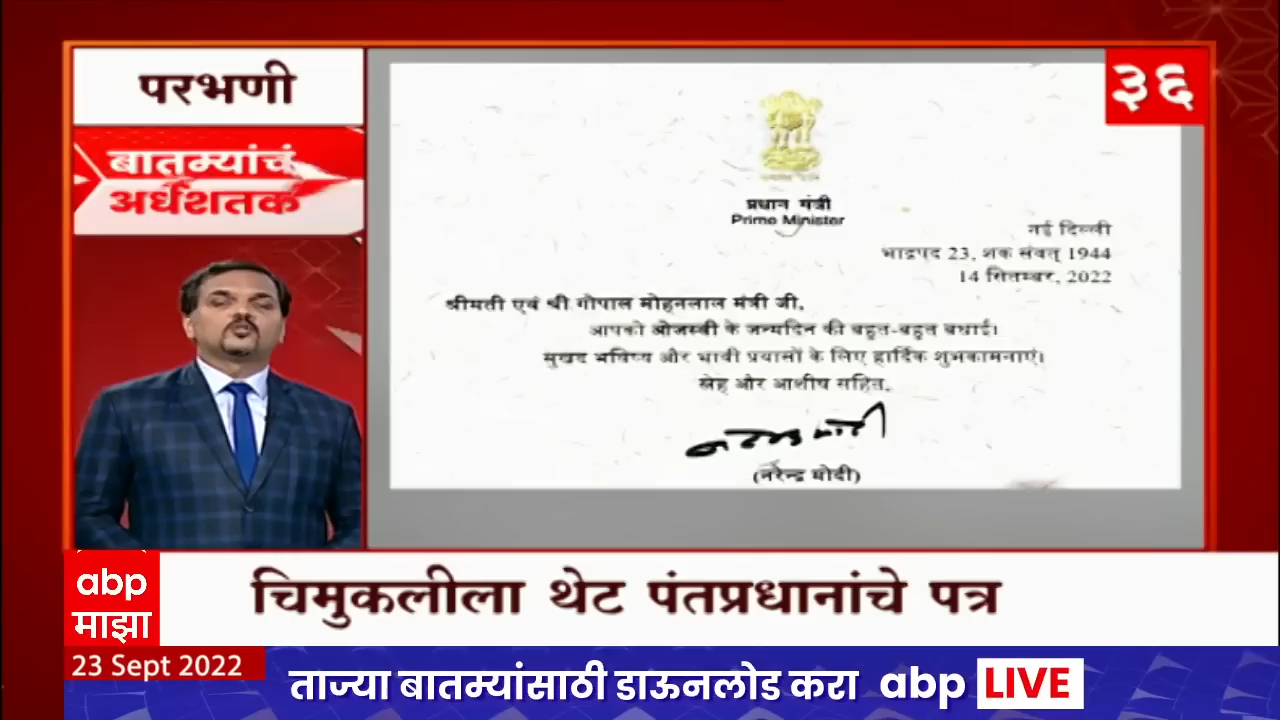 परभणी
बातम्यांचं
अर्धशतक
३६
प्रधान मंत्री
Prime Minister
नई दिल्ली
भाद्रपद 23, शक संवत् 1944
14 सितम्बर, 2022
श्रीमती एवं श्री गोपाल मोहनलाल मंत्री जी,
आपको ओजस्वी के जन्मदिन की बहुत-बहुत बधाई।
सुखद भविष्य और भावी प्रयासों के लिए हार्दिक शुभकामनाएं।
स्नेह और आशीष सहित,
(नरेन्द्र मोदी)
चिमुकलीला थेट पंतप्रधानांचे पत्र
abp
माझा
23 Sept 2022
ताज्या बातम्यांसाठी डाऊनलोड करा abp LIVE